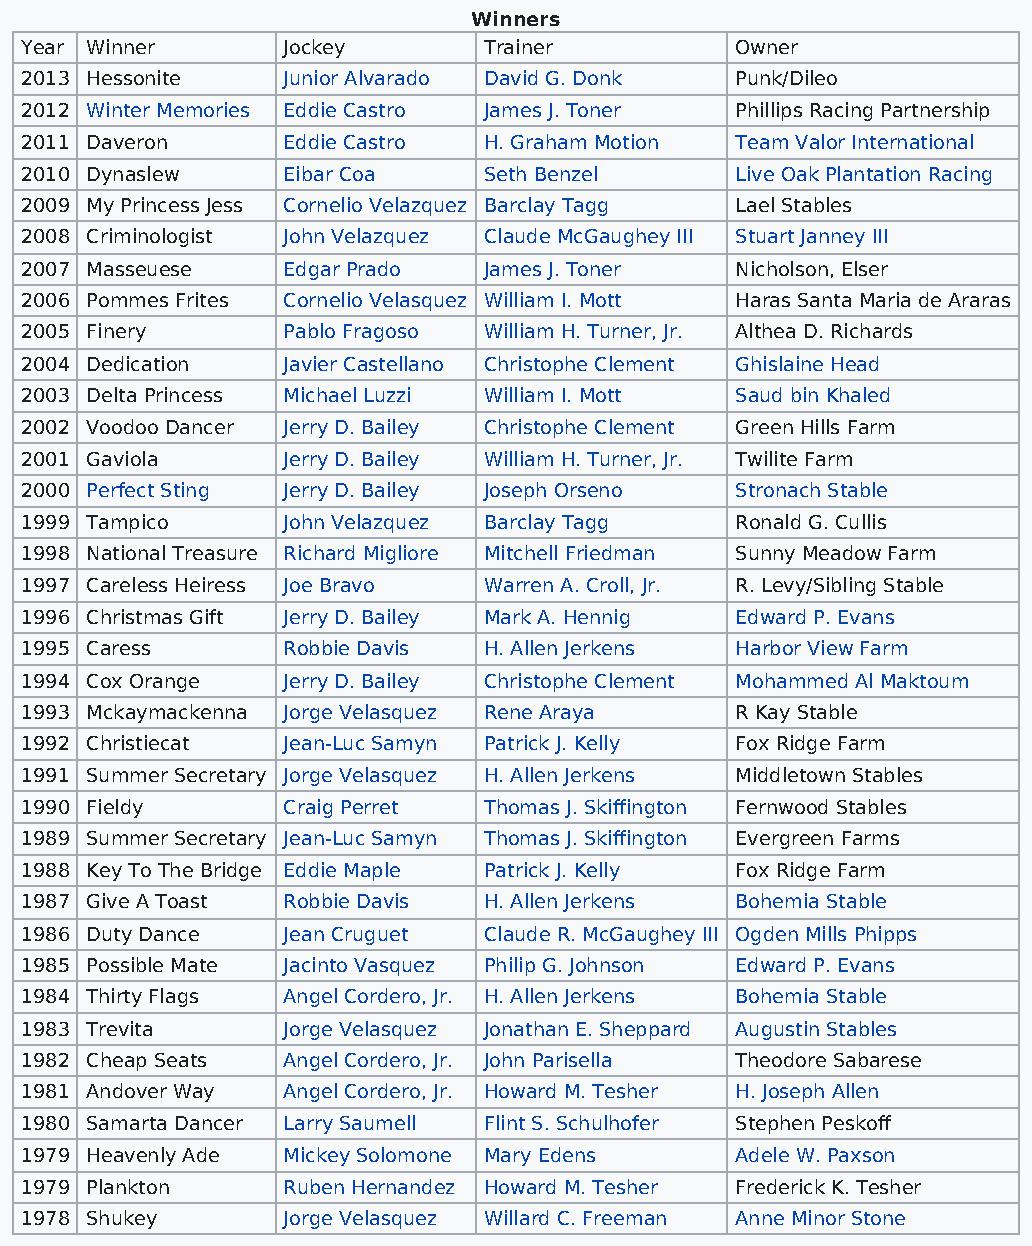 Winners
Year Winner Jockey Trainer Owner
2013 Hessonite Junior Alvarado David G. Donk Punk/Dileo
2012 Winter Memories Eddie Castro James J. Toner Phillips Racing Partnership
2011 Daveron Eddie Castro H. Graham Motion Team Valor International
2010 Dynaslew Eibar Coa Seth Benzel Live Oak Plantation Racing
2009 My Princess Jess Cornelio Velazquez Barclay Tagg Lael Stables
2008 Criminologist John Velazquez Claude McGaughey III Stuart Janney III
2007 Masseuese Edgar Prado James J. Toner Nicholson, Elser
2006 Pommes Frites Cornelio Velasquez William I. Mott Haras Santa Maria de Araras
2005 Finery Pablo Fragoso William H. Turner, Jr. Althea D. Richards
2004 Dedication Javier Castellano Christophe Clement Ghislaine Head
2003 Delta Princess Michael Luzzi William I. Mott Saud bin Khaled
2002 Voodoo Dancer Jerry D. Bailey Christophe Clement Green Hills Farm
2001 Gaviola Jerry D. Bailey William H. Turner, Jr. Twilite Farm
2000 Perfect Sting Jerry D. Bailey Joseph Orseno Stronach Stable
1999 Tampico John Velazquez Barclay Tagg Ronald G. Cullis
1998 National Treasure Richard Migliore Mitchell Friedman Sunny Meadow Farm
1997 Careless Heiress Joe Bravo Warren A. Croll, Jr. R. Levy/Sibling Stable
1996 Christmas Gift Jerry D. Bailey Mark A. Hennig Edward P. Evans
1995 Caress Robbie Davis H. Allen Jerkens Harbor View Farm
1994 Cox Orange Jerry D. Bailey Christophe Clement Mohammed Al Maktoum
1993 Mckaymackenna Jorge Velasquez Rene Araya R Kay Stable
1992 Christiecat Jean-Luc Samyn Patrick J. Kelly Fox Ridge Farm
1991 Summer Secretary Jorge Velasquez H. Allen Jerkens Middletown Stables
1990 Fieldy Craig Perret Thomas J. Skiffington Fernwood Stables
1989 Summer Secretary Jean-Luc Samyn Thomas J. Skiffington Evergreen Farms
1988 Key To The Bridge Eddie Maple Patrick J. Kelly Fox Ridge Farm
1987 Give A Toast Robbie Davis H. Allen Jerkens Bohemia Stable
1986 Duty Dance Jean Cruguet Claude R. McGaughey III Ogden Mills Phipps
1985 Possible Mate Jacinto Vasquez Philip G. Johnson Edward P. Evans
1984 Thirty Flags Angel Cordero, Jr. H. Allen Jerkens Bohemia Stable
1983 Trevita Jorge Velasquez Jonathan E. Sheppard Augustin Stables
1982 Cheap Seats Angel Cordero, Jr. John Parisella Theodore Sabarese
1981 Andover Way Angel Cordero, Jr. Howard M. Tesher H. Joseph Allen
1980 Samarta Dancer Larry Saumell Flint S. Schulhofer Stephen Peskoff
1979 Heavenly Ade Mickey Solomone Mary Edens Adele W. Paxson
1979 Plankton Ruben Hernandez Howard M. Tesher Frederick K. Tesher
1978 Shukey Jorge Velasquez Willard C. Freeman Anne Minor Stone